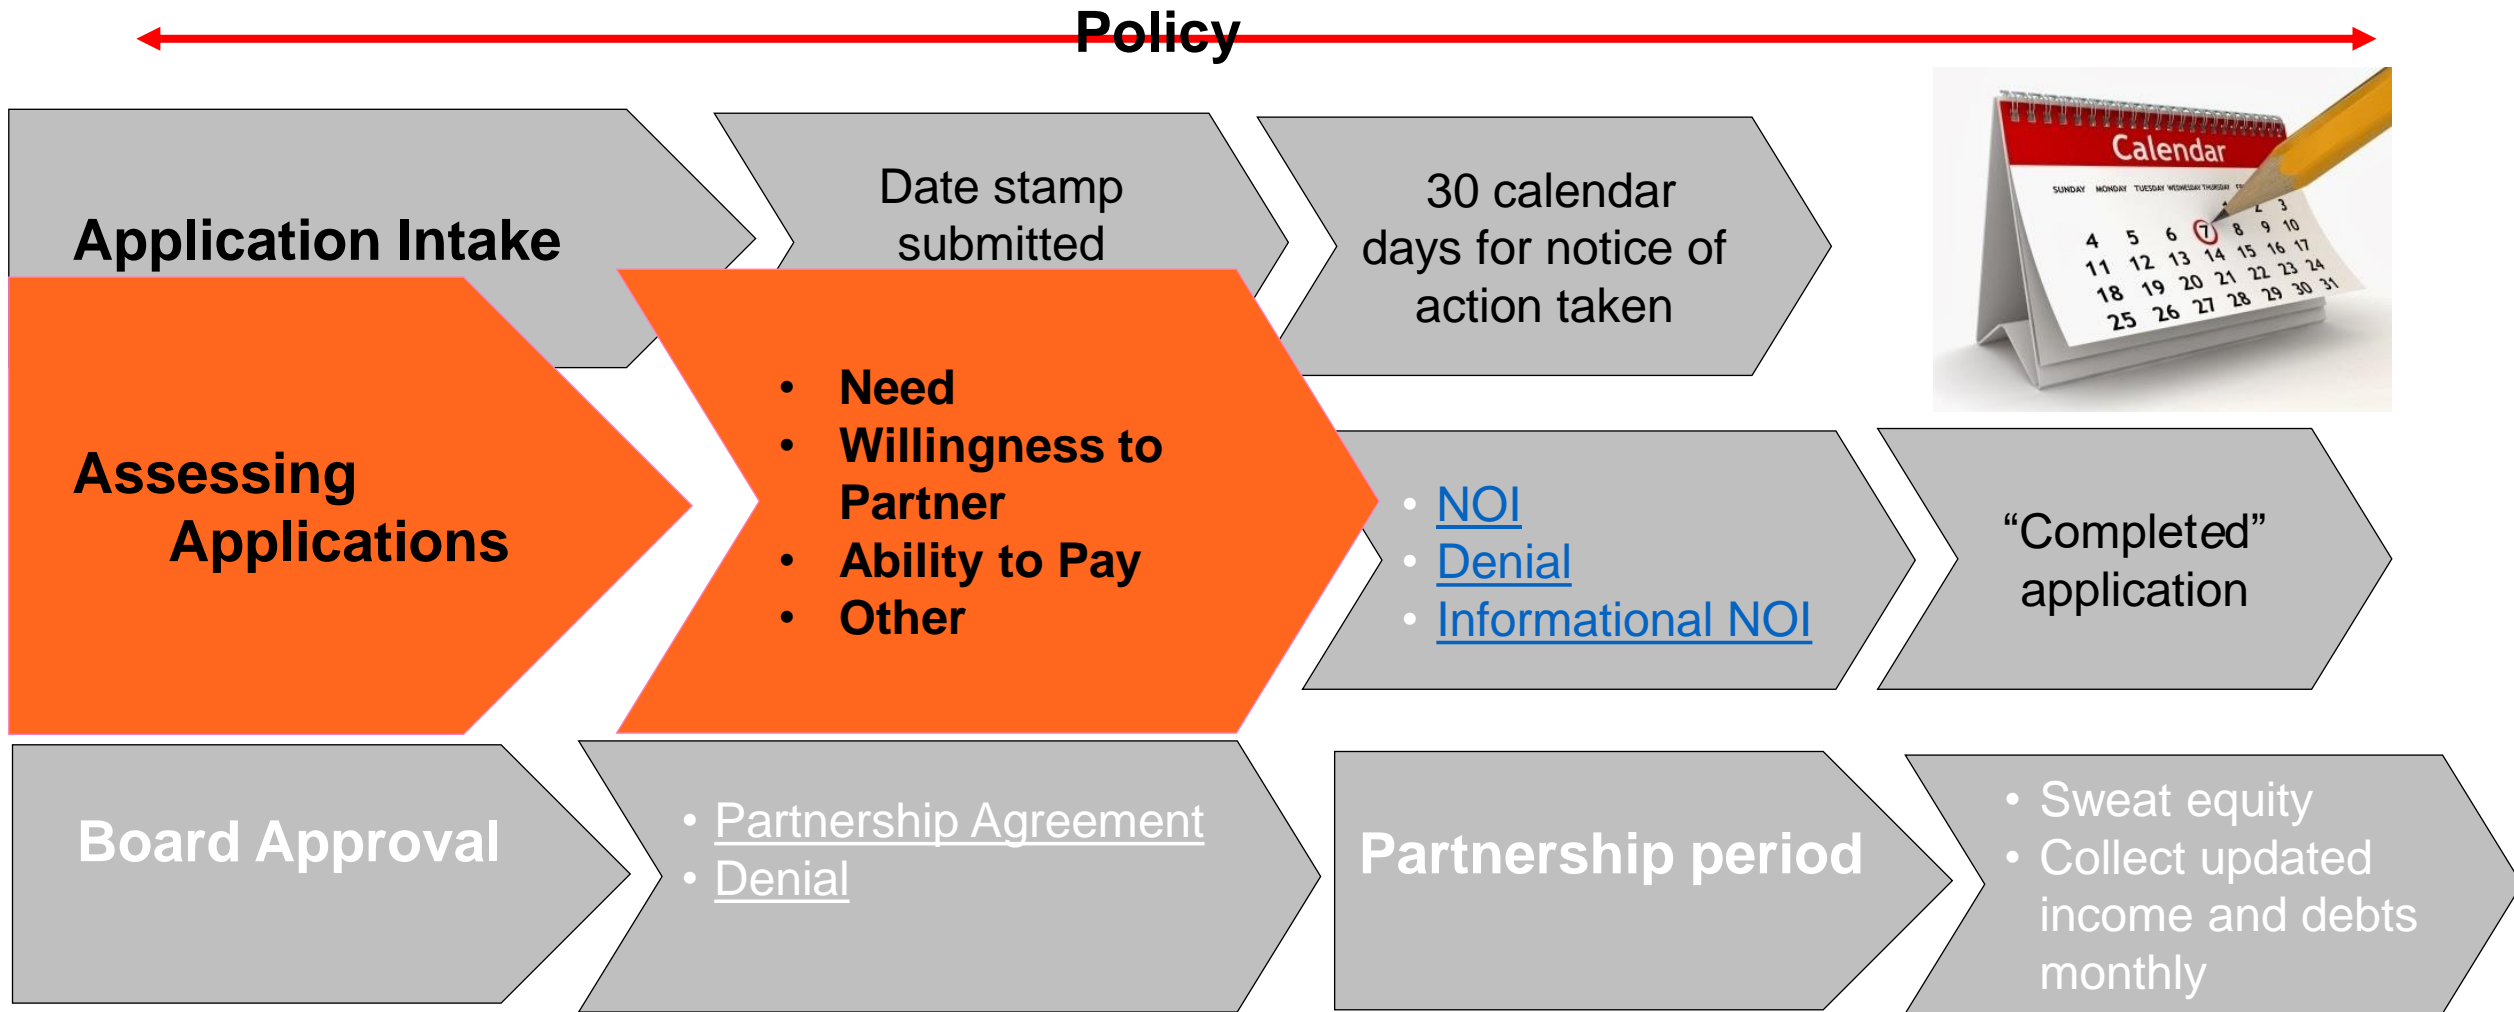 Policy
Application Intake
Date stamp
submitted
30 calendar
days for notice of
action taken
Calendar
SUNDAY MONDAY TUESDAY WEDNESDAY THURSDAY
1 2 3
4 5 6 7 8 9 10
11 12 13 14 15 16 17
18 19 20 21 22 23 24
25 26 27 28 29 30 31
Assessing
Applications
• Need
• Willingness to
Partner
• Ability to Pay
• Other
• NOI
• Denial
• Informational NOI
“Completed”
application
Board Approval
• Partnership Agreement
• Denial
Partnership period
• Sweat equity
• Collect updated
income and debts
monthly